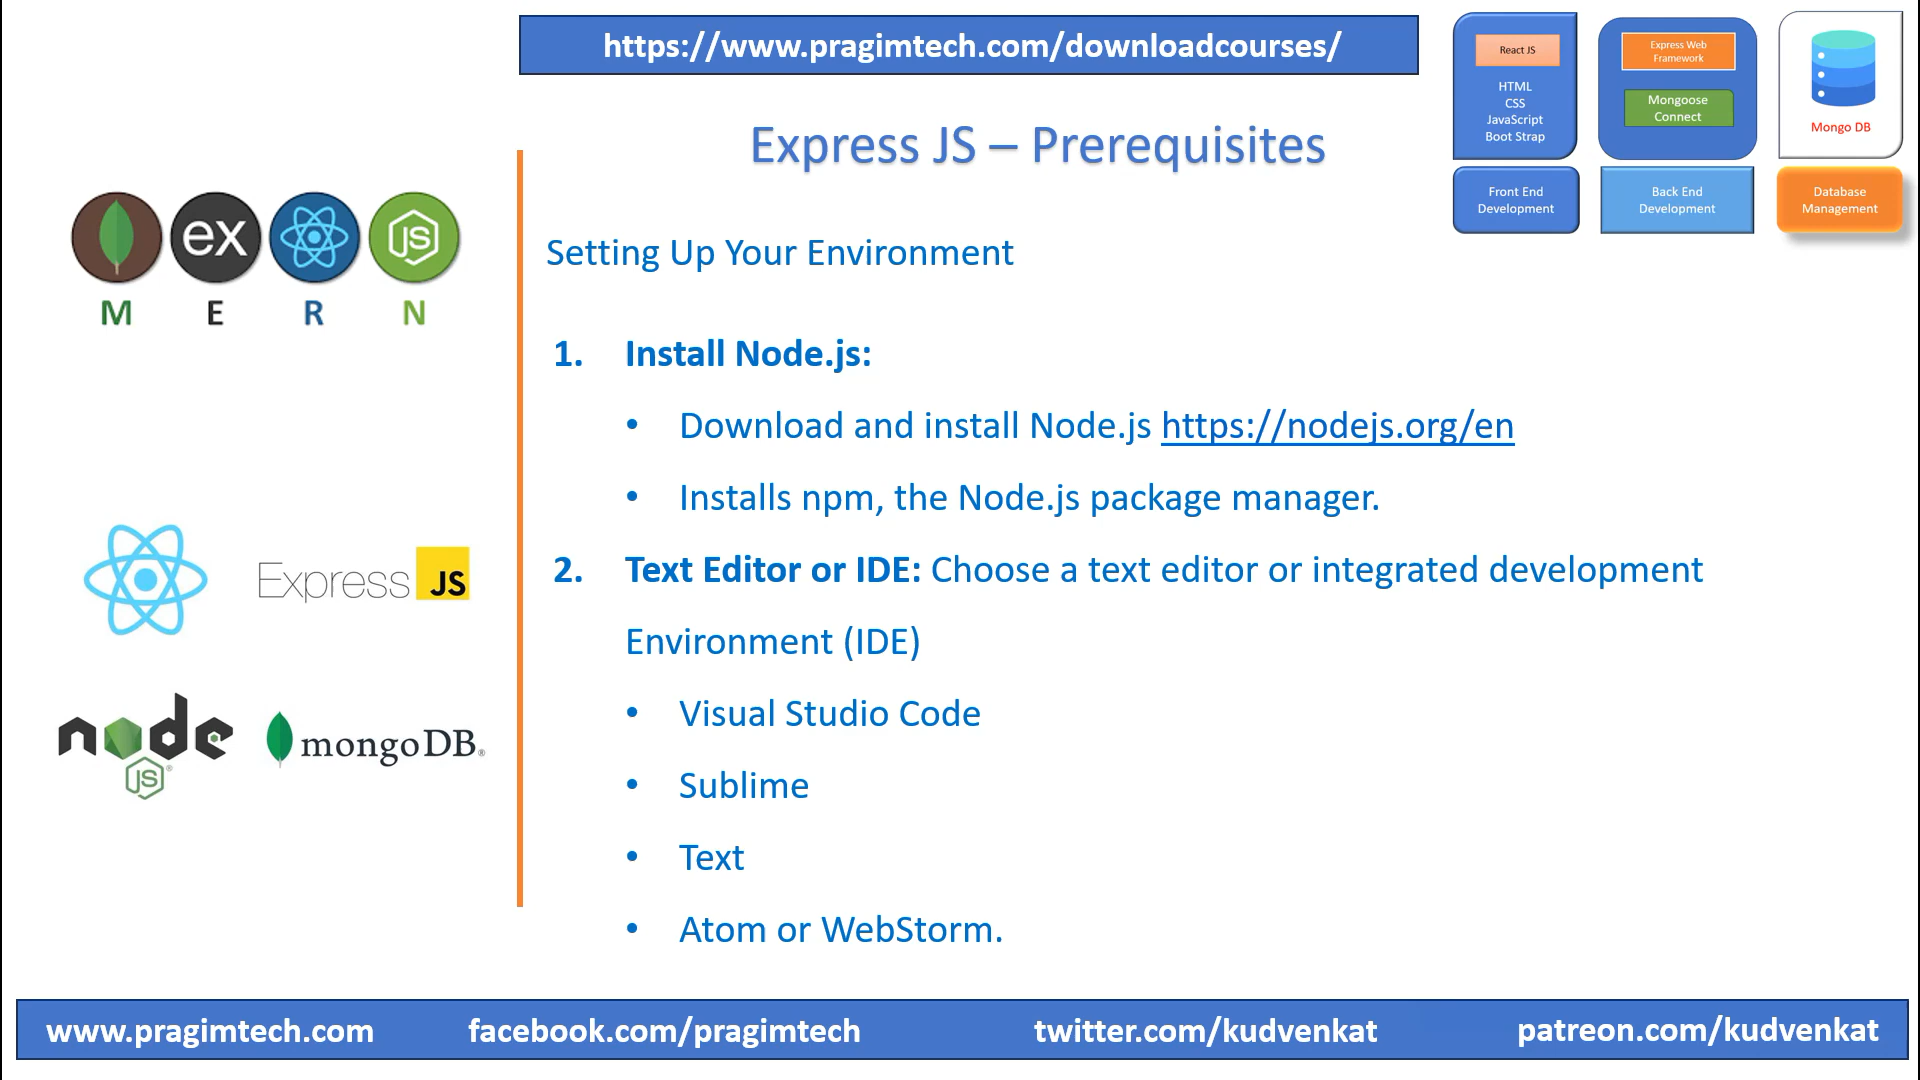 https://www.pragimtech.com/downloadcourses/
React JS
HTML
CSS
JavaScript
Boot Strap
Front End
Development
Express Web
Framework
Mongoose
Connect
Back End
Development
Mongo DB
Database
Management
Express JS – Prerequisites
ex
JS
M E R N
Express JS
node
JS
mongoDB®
Setting Up Your Environment
1. Install Node.js:
• Download and install Node.js https://nodejs.org/en
• Installs npm, the Node.js package manager.
2. Text Editor or IDE: Choose a text editor or integrated development
Environment (IDE)
• Visual Studio Code
• Sublime
• Text
• Atom or WebStorm.
www.pragimtech.com facebook.com/pragimtech twitter.com/kudvenkat patreon.com/kudvenkat